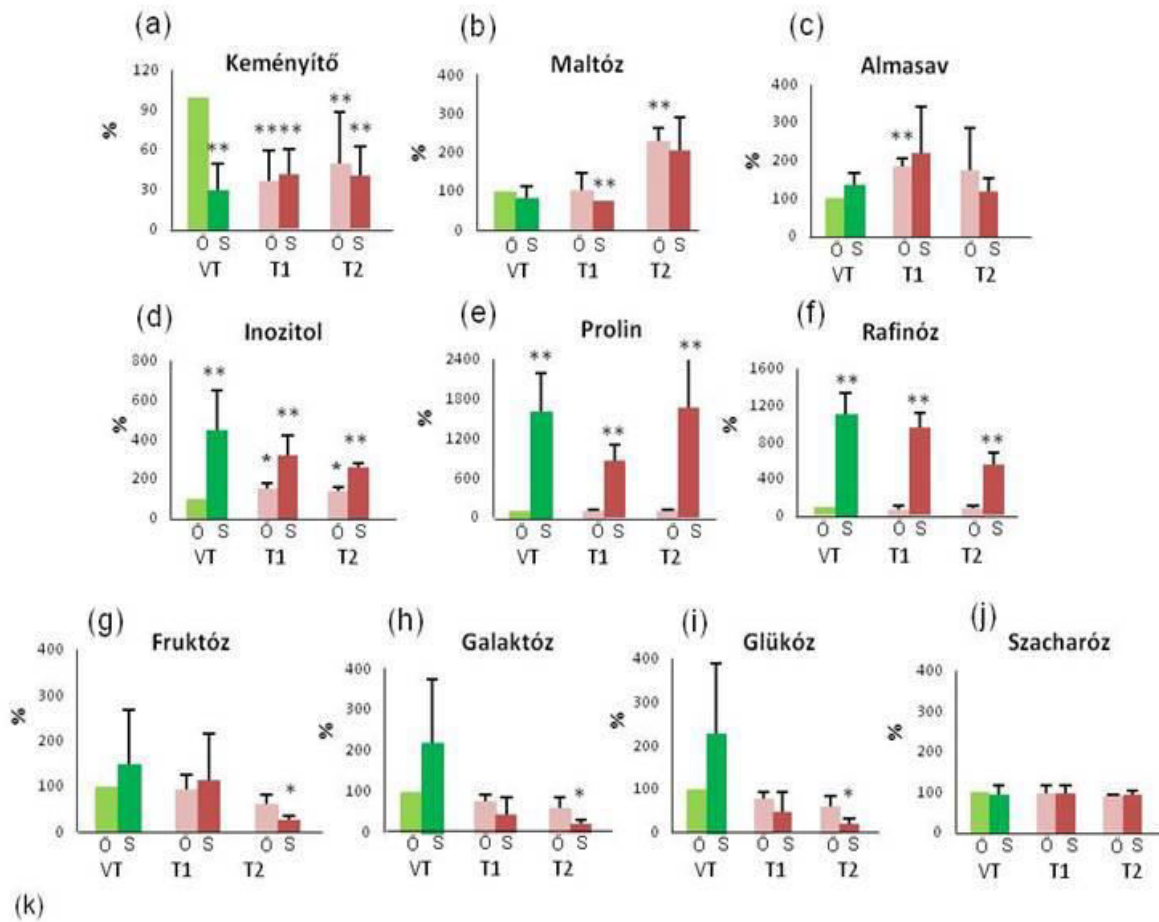 (a)
Keményítő
120
90
60
30
0
%
** **** ** **
Ö S Ö S Ö S
VT T1 T2
(b)
Maltóz
400
300
200
100
0
%
** **
Ö S Ö S Ö S
VT T1 T2
(c)
Almasav
400
300
200
100
0
%
**
Ö S Ö S Ö S
VT T1 T2
(d)
Inozitol
800
600
400
200
0
%
** * ** * **
Ö S Ö S Ö S
VT T1 T2
(e)
Prolin
2400
1800
1200
600
0
%
** ** **
Ö S Ö S Ö S
VT T1 T2
(f)
Rafinóz
1600
1200
800
400
0
%
** ** **
Ö S Ö S Ö S
VT T1 T2
(g)
Fruktóz
400
300
200
100
0
%
*
Ö S Ö S Ö S
VT T1 T2
(h)
Galaktóz
400
300
200
100
0
%
*
Ö S Ö S Ö S
VT T1 T2
(i)
Glükóz
400
300
200
100
0
%
*
Ö S Ö S Ö S
VT T1 T2
(j)
Szacharóz
400
300
200
100
0
%
Ö S Ö S Ö S
VT T1 T2
(k)